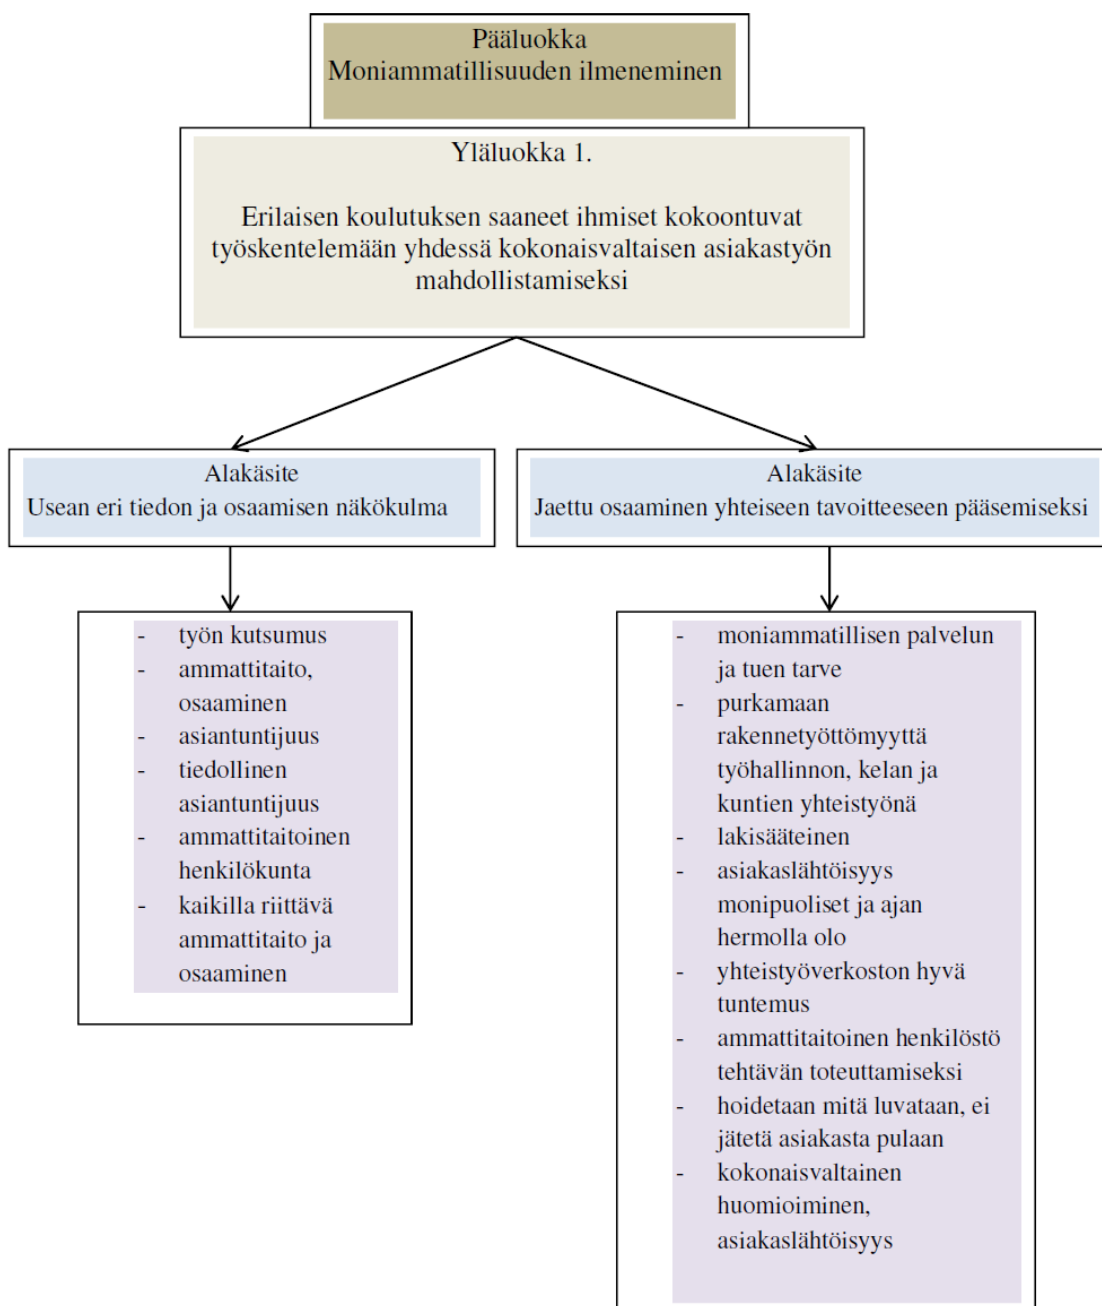 Pääluokka
Moniammatillisuuden ilmeneminen
Yläluokka 1.
Erilaisen koulutuksen saaneet ihmiset kokoontuvat
työskentelemään yhdessä kokonaisvaltaisen asiakastyön
mahdollistamiseksi
Alakäsite
Usean eri tiedon ja osaamisen näkökulma
- työn kutsumus
- ammattitaito,
osaaminen
- asiantuntijuus
- tiedollinen
asiantuntijuus
- ammattitaitoinen
henkilökunta
- kaikilla riittävä
ammattitaito ja
osaaminen
Alakäsite
Jaettu osaaminen yhteiseen tavoitteeseen pääsemiseksi
- moniammatillisen palvelun
ja tuen tarve
- purkamaan
rakennetyöttömyyttä
työhallinnon, kelan ja
kuntien yhteistyönä
- lakisääteinen
- asiakaslähtöisyys
monipuoliset ja ajan
hermolla olo
- yhteistyöverkoston hyvä
tuntemus
- ammattitaitoinen henkilöstö
tehtävän toteuttamiseksi
- hoidetaan mitä luvataan, ei
jätetä asiakasta pulaan
- kokonaisvaltainen
huomioiminen,
asiakaslähtöisyys